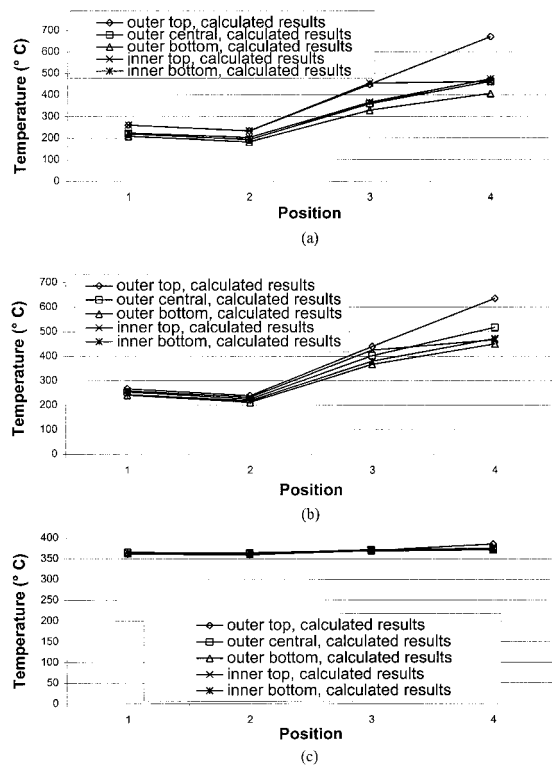 700
600
500
400
300
200
100
0
Temperature (° C)
outer top, calculated results
outer central, calculated results
outer bottom, calculated results
inner top, calculated results
inner bottom, calculated results
1 2 3 4
Position
(a)
700
600
500
400
300
200
100
0
Temperature (° C)
outer top, calculated results
outer central, calculated results
outer bottom, calculated results
inner top, calculated results
inner bottom, calculated results
1 2 3 4
Position
(b)
400
350
300
250
200
150
100
50
0
Temperature (° C)
outer top, calculated results
outer central, calculated results
outer bottom, calculated results
inner top, calculated results
inner bottom, calculated results
1 2 3 4
Position
(c)